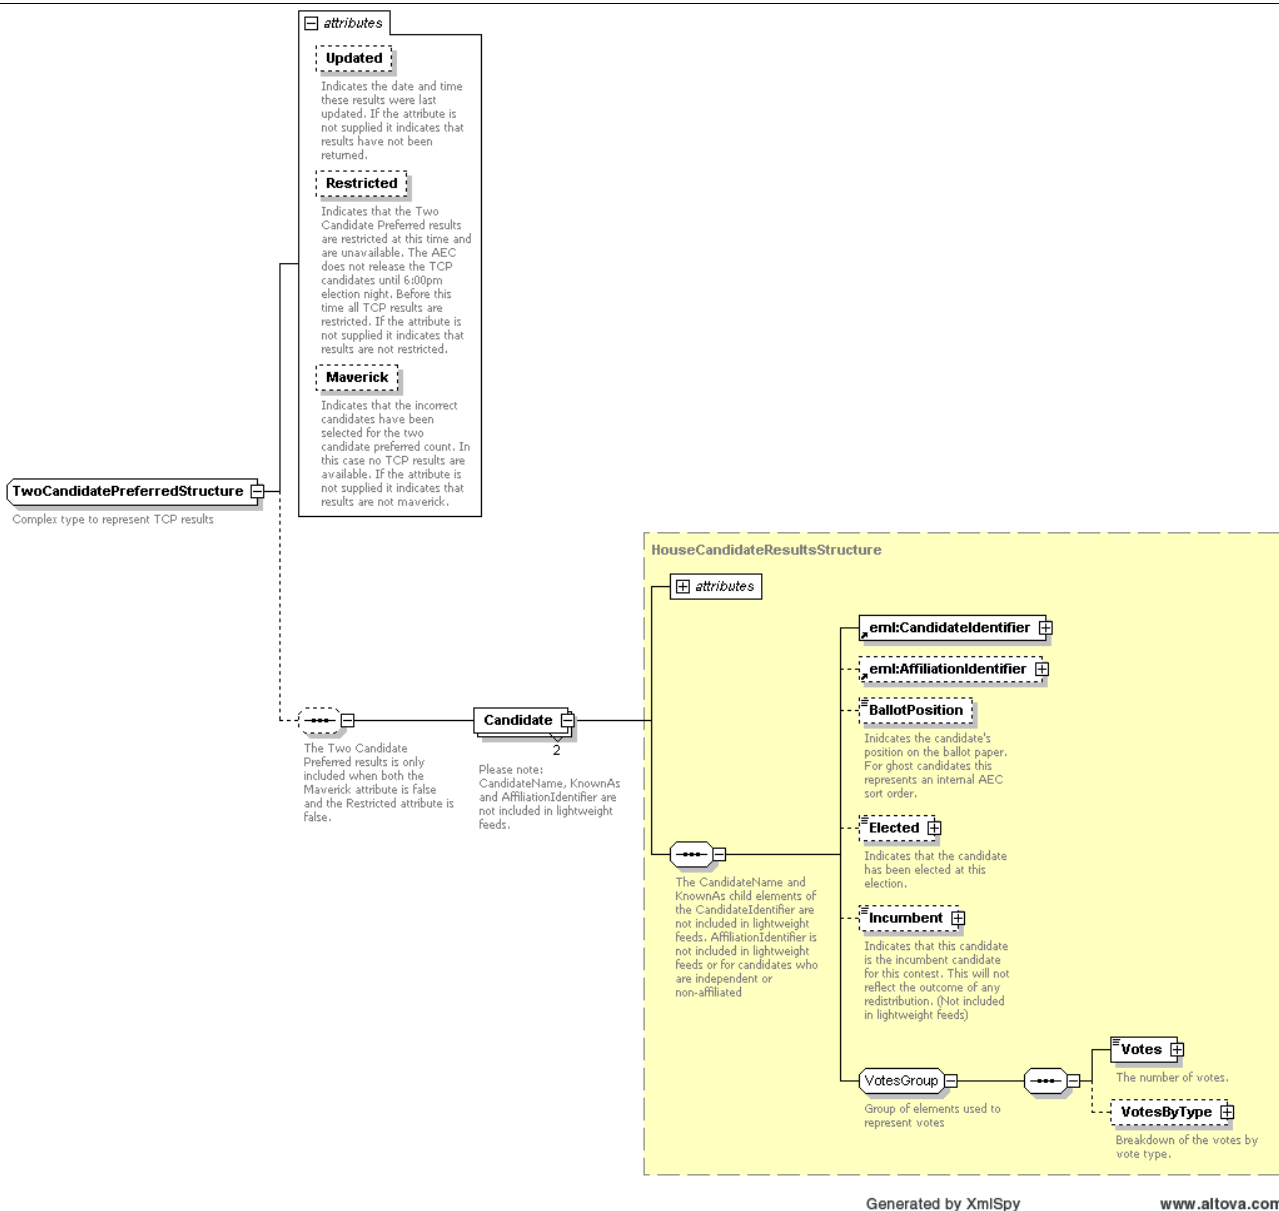 attributes
Updated
Indicates the date and time
these results were last
updated. If the attribute is
not supplied it indicates that
results have not been
returned.
Restricted
Indicates that the Two
Candidate Preferred results
are restricted at this time and
are unavailable. The AEC
does not release the TCP
candidates until 6:00pm
election night. Before this
time all TCP results are
restricted. If the attribute is
not supplied it indicates that
results are not restricted.
Maverick
Indicates that the incorrect
candidates have been
selected for the two
candidate preferred count. In
this case no TCP results are
available. If the attribute is
not supplied it indicates that
results are not maverick.
TwoCandidatePreferredStructure
Complex type to represent TCP results
The Two Candidate
Preferred results is only
included when both the
Maverick attribute is false
and the Restricted attribute is
false.
Candidate
2
Please note:
CandidateName, KnownAs
and AffiliationIdentifier are
not included in lightweight
feeds.
HouseCandidateResultsStructure
attributes
The CandidateName and
KnownAs child elements of
the CandidateIdentifier are
not included in lightweight
feeds. AffiliationIdentifier is
not included in lightweight
feeds or for candidates who
are independent or
non-affiliated
eml:CandidateIdentifier
eml:AffiliationIdentifier
BallotPosition
Inidcates the candidate's
position on the ballot paper.
For ghost candidates this
represents an internal AEC
sort order.
Elected
Indicates that the candidate
has been elected at this
election.
Incumbent
Indicates that this candidate
is the incumbent candidate
for this contest. This will not
reflect the outcome of any
redistribution. (Not included
in lightweight feeds)
VotesGroup
Group of elements used to
represent votes
Votes
The number of votes.
VotesByType
Breakdown of the votes by
vote type.
Generated by XmlSpy
www.altova.com